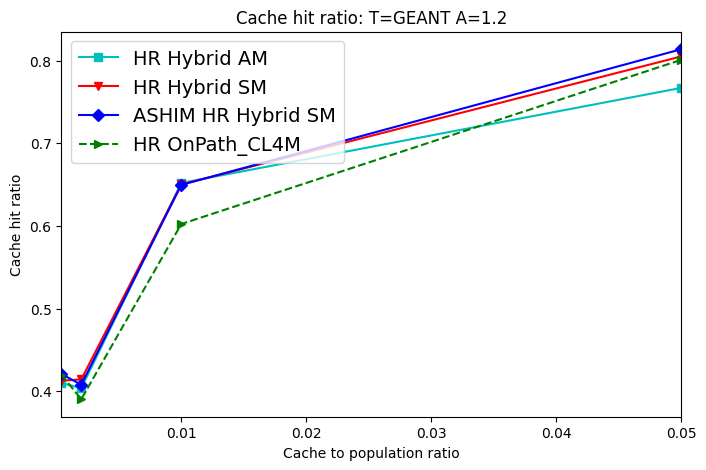 Cache hit ratio: T=GEANT A=1.2
HR Hybrid AM
HR Hybrid SM
ASHIM HR Hybrid SM
HR OnPath_CL4M
Cache hit ratio
0.8
0.7
0.6
0.5
0.4
0.01
0.02
0.03
0.04
0.05
Cache to population ratio